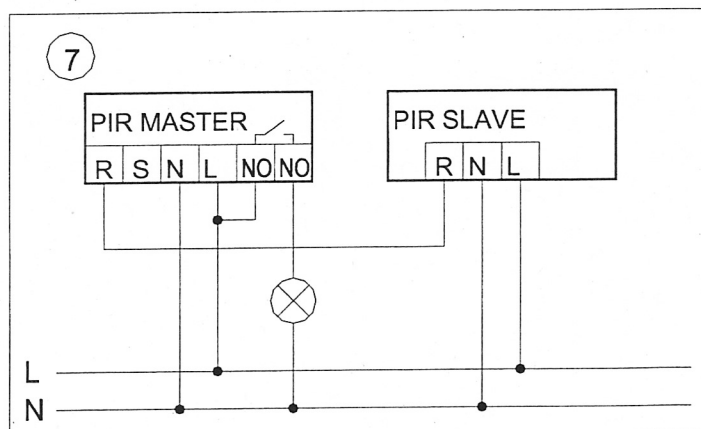 7
PIR MASTER
R S N L NO NO
PIR SLAVE
R N L
L
N